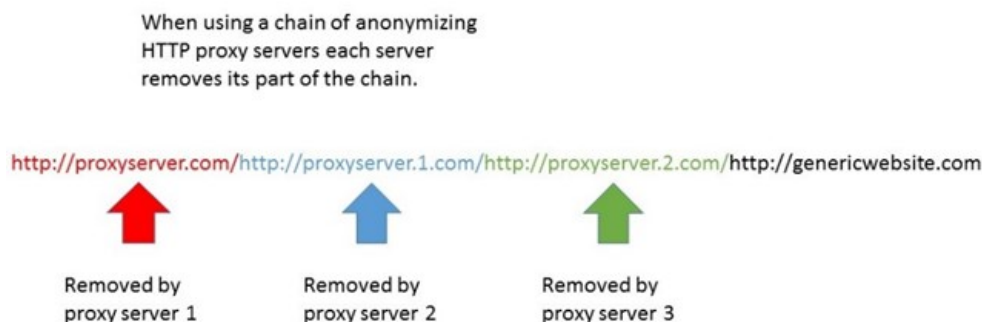 When using a chain of anonymizing
HTTP proxy servers each server
removes its part of the chain.
http://proxyserver.com/http://proxyserver.1.com/http://proxyserver.2.com/http://genericwebsite.com
Removed by
proxy server 1
Removed by
proxy server 2
Removed by
proxy server 3